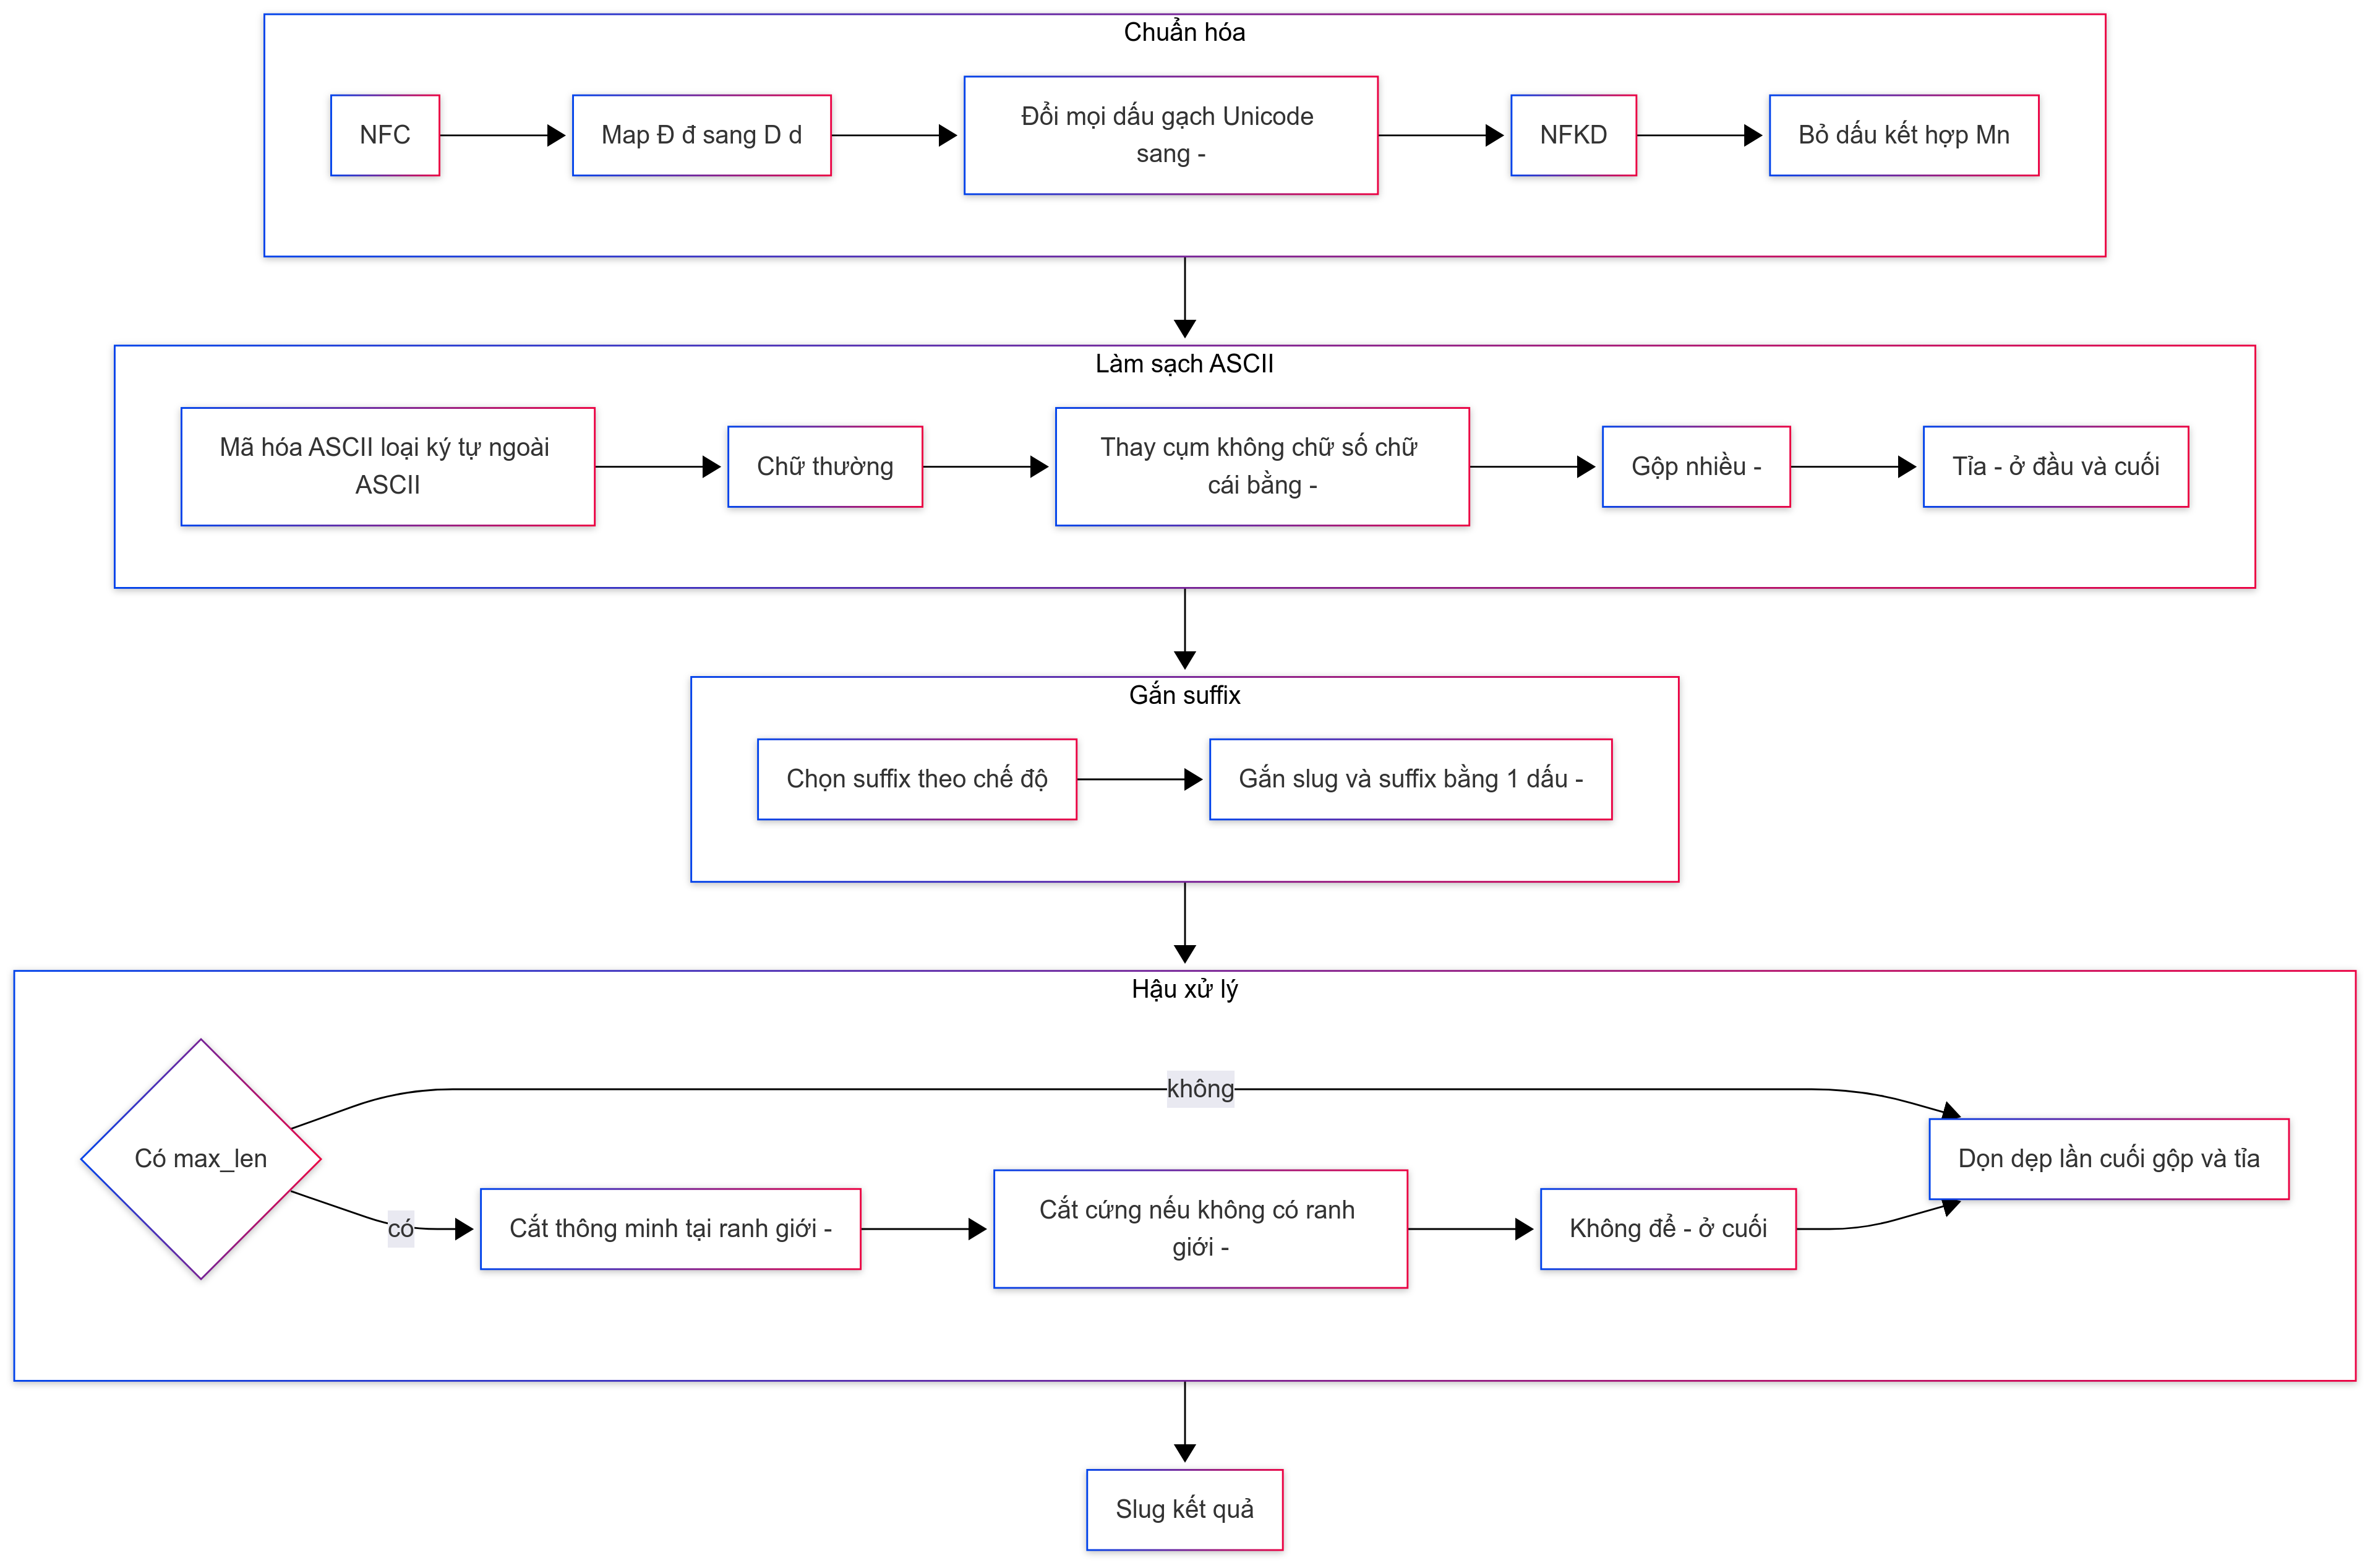 Chuẩn hóa
NFC
Map Đ đ sang D d
Đổi mọi dấu gạch Unicode
sang -
NFKD
Bỏ dấu kết hợp Mn
Làm sạch ASCII
Mã hóa ASCII loại ký tự ngoài
ASCII
Chữ thường
Thay cụm không chữ số chữ
cái bằng -
Gộp nhiều -
Tỉa - ở đầu và cuối
Gắn suffix
Chọn suffix theo chế độ
Gắn slug và suffix bằng 1 dấu -
Hậu xử lý
Có max_len
không
có
Cắt thông minh tại ranh giới -
Cắt cứng nếu không có ranh
giới -
Không để - ở cuối
Dọn dẹp lần cuối gộp và tỉa
Slug kết quả